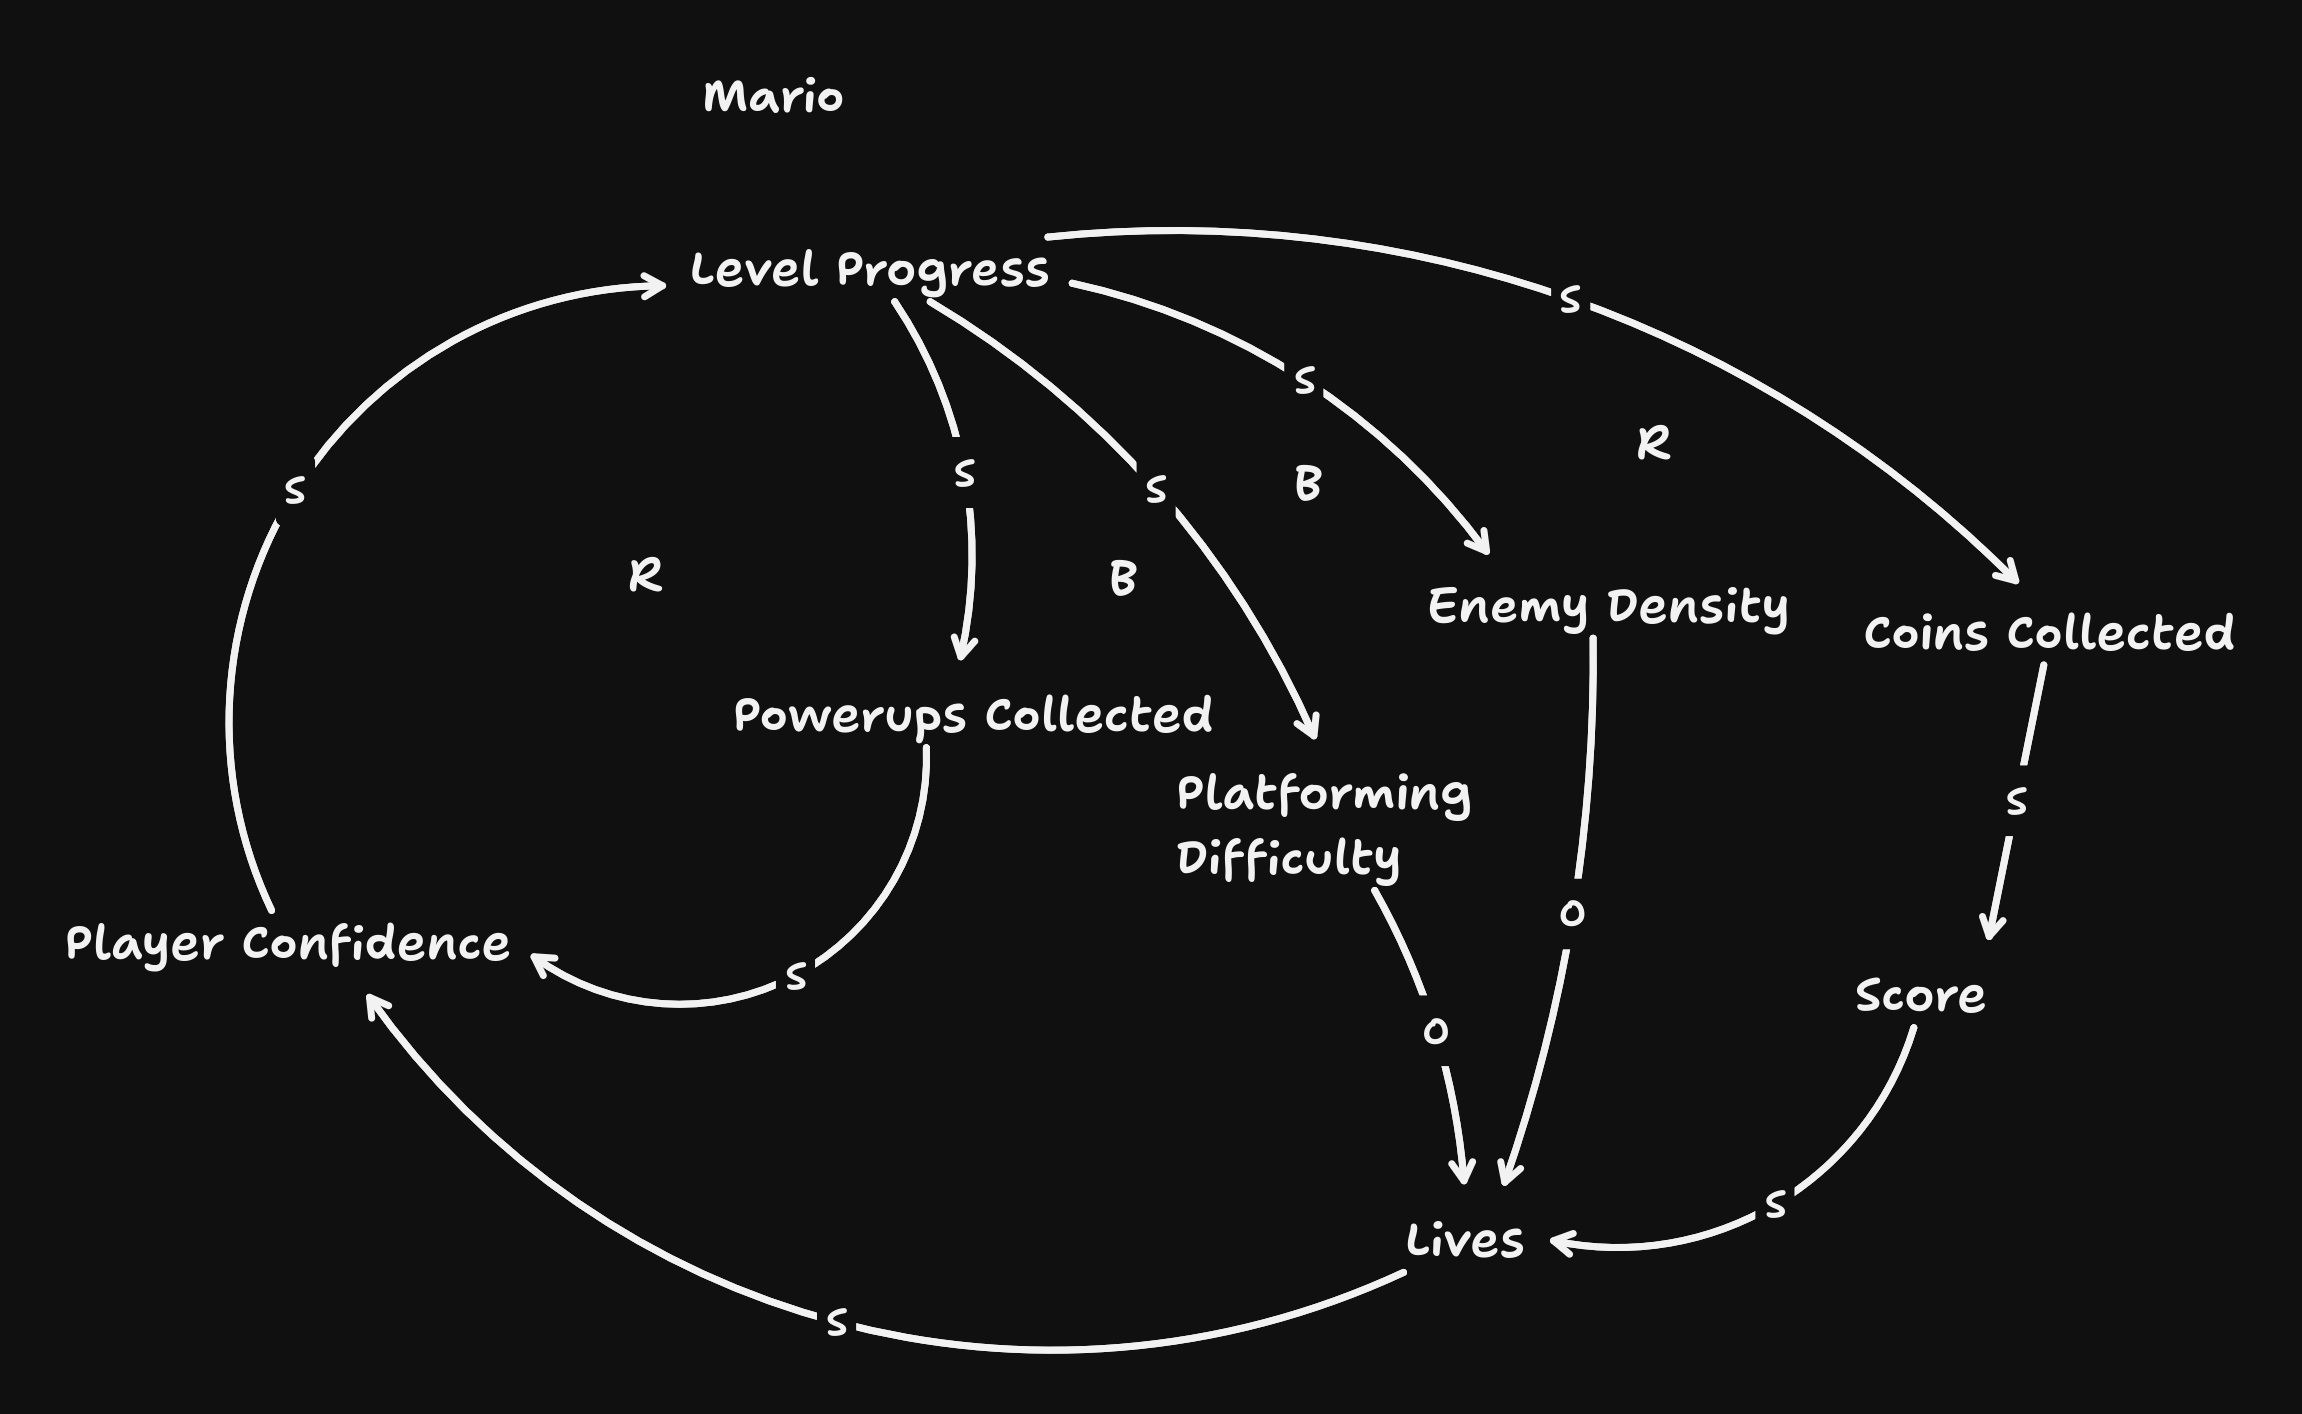 Mario
Level Progress
S
S
S
R
B
S
S
S
R
B
Enemy Density
Coins Collected
Powerups Collected
Platforming
Difficulty
S
O
Player Confidence
S
Score
O
S
Lives
S